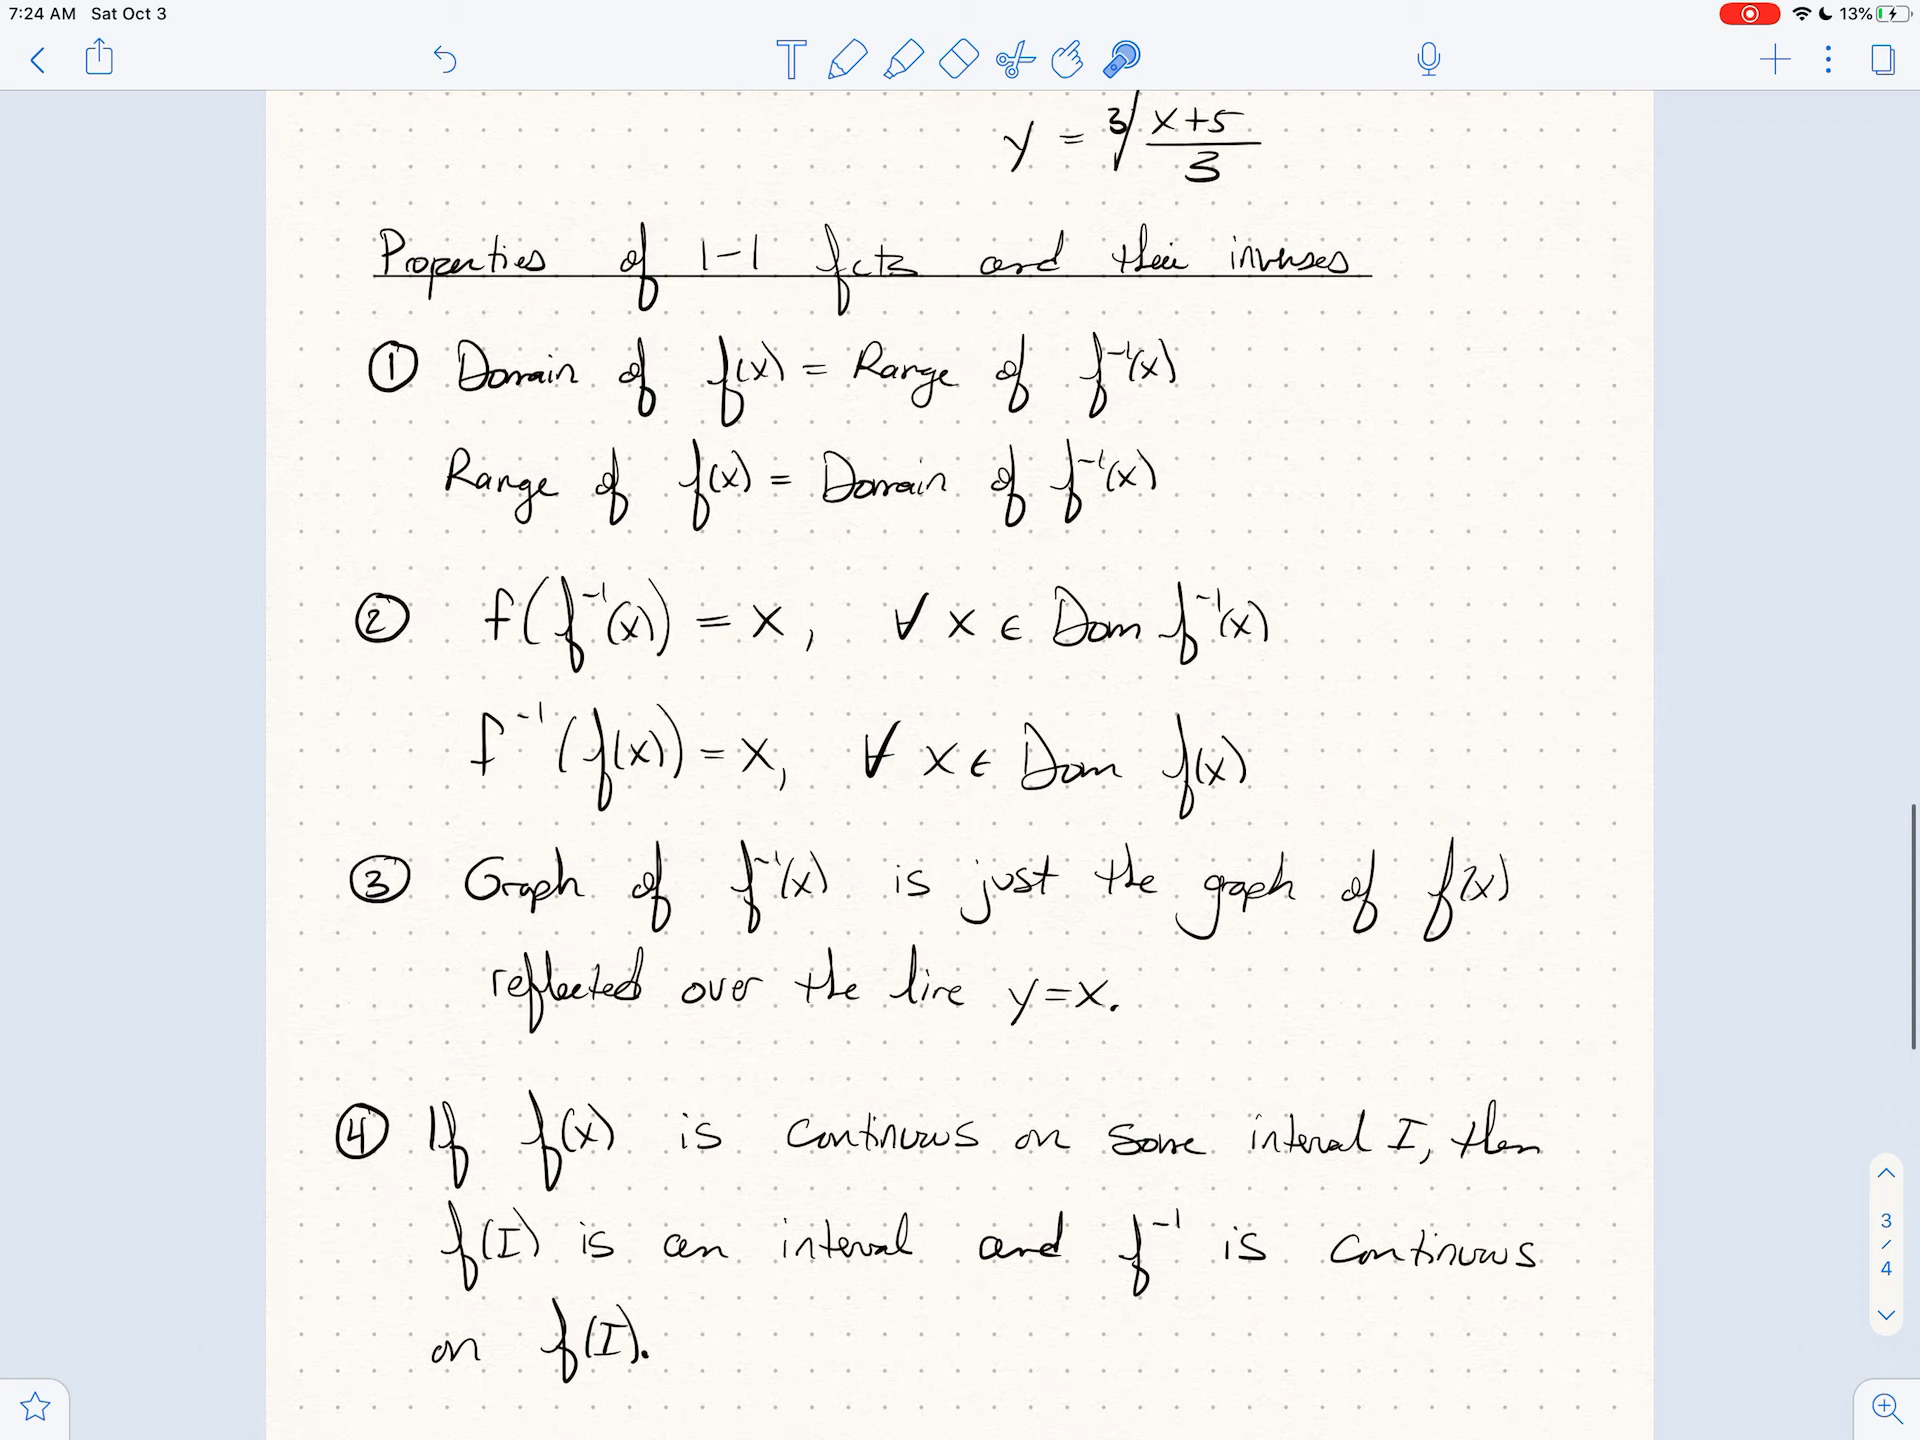 7:24 AM Sat Oct 3
13%
T
y = ∛(x+5)/3
Properties of 1-1 fcts and their inverses
① Domain of f(x) = Range of f⁻¹(x)
Range of f(x) = Domain of f⁻¹(x)
② f(f⁻¹(x)) = x, ∀ x ∈ Dom f⁻¹(x)
f⁻¹(f(x)) = x, ∀ x ∈ Dom f(x)
③ Graph of f⁻¹(x) is just the graph of f(x)
reflected over the line y=x.
④ If f(x) is continuous on some interval I, then
f(I) is an interval and f⁻¹ is continuous
on f(I).
3
/
4